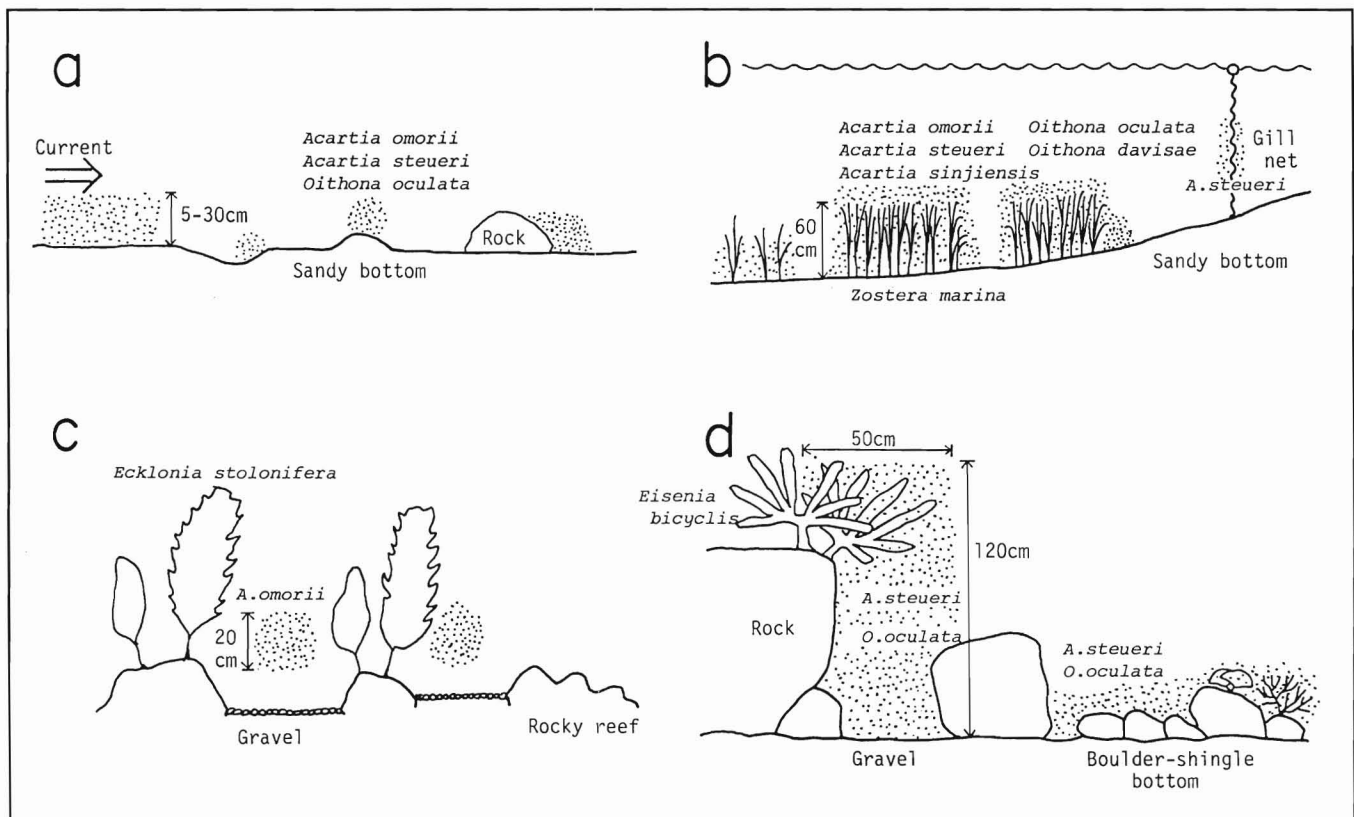 a
Current
5-30cm
Acartia omorii
Acartia steueri
Oithona oculata
Rock
Sandy bottom
b
Acartia omorii Oithona oculata
Acartia steueri Oithona davisae
Acartia sinjiensis
Gill
net
A.steueri
60
cm
Sandy bottom
Zostera marina
c
Ecklonia stolonifera
A.omorii
20
cm
Gravel
Rocky reef
d
50cm
Eisenia
bicyclis
120cm
Rock
A.steueri
O.oculata
A.steueri
O.oculata
Gravel
Boulder-shingle
bottom